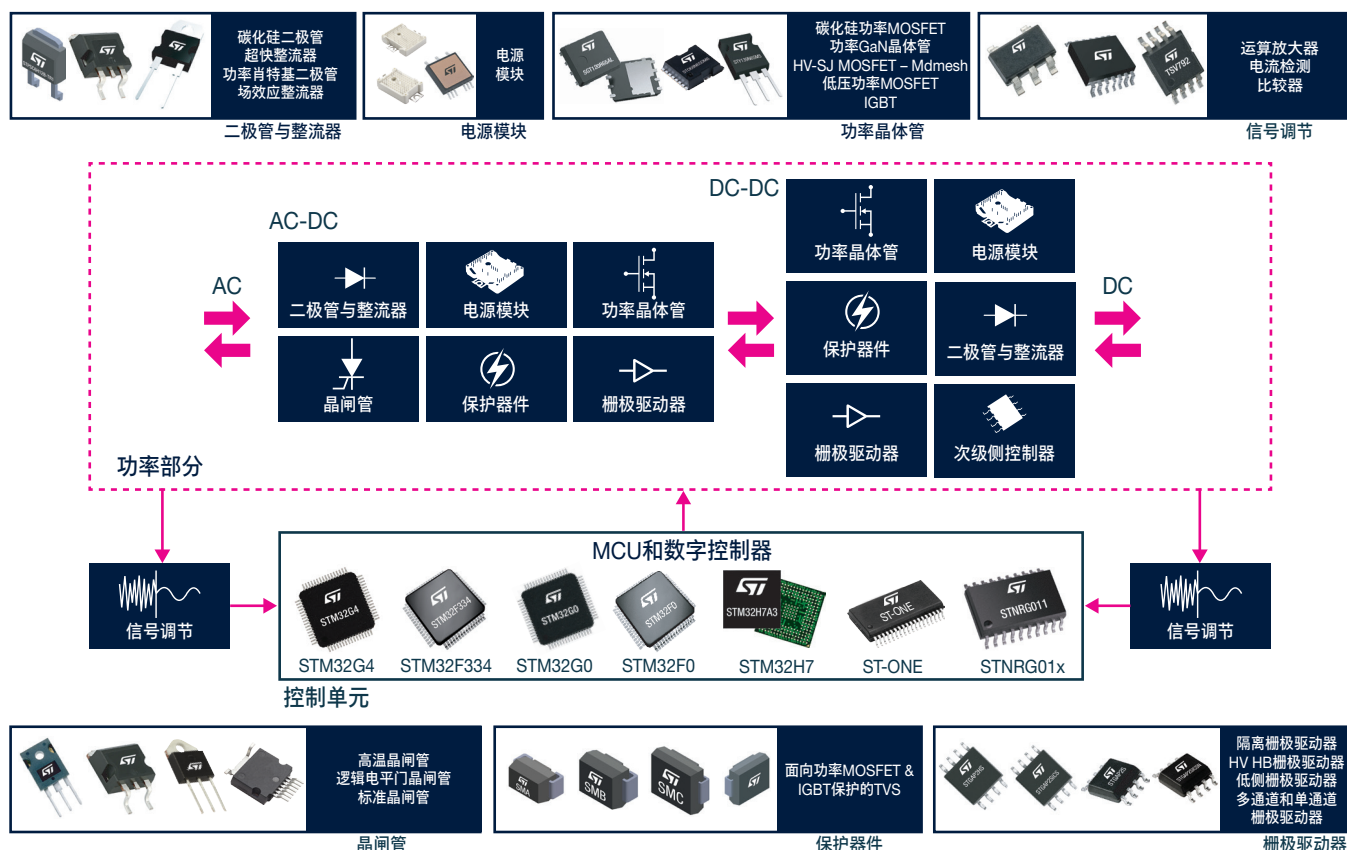 碳化硅二极管
超快整流器
功率肖特基二极管
场效应整流器
二极管与整流器
电源
模块
电源模块
SGT120R65AL
碳化硅功率MOSFET
功率GaN晶体管
HV-SJ MOSFET – Mdmesh
低压功率MOSFET
IGBT
功率晶体管
TSV792
运算放大器
电流检测
比较器
信号调节
AC-DC
AC
二极管与整流器
电源模块
功率晶体管
晶闸管
保护器件
栅极驱动器
DC-DC
功率晶体管
电源模块
保护器件
二极管与整流器
栅极驱动器
次级侧控制器
DC
功率部分
信号调节
MCU和数字控制器
STM32G4
STM32F334
STM32G0
STM32F0
STM32H7A3
ST-ONE
STNRG011
STM32G4
STM32F334
STM32G0
STM32F0
STM32H7
ST-ONE
STNRG01x
控制单元
信号调节
高温晶闸管
逻辑电平门晶闸管
标准晶闸管
晶闸管
SMA
SMB
SMC
面向功率MOSFET &
IGBT保护的TVS
保护器件
STGAP2S
隔离栅极驱动器
HV HB栅极驱动器
低侧栅极驱动器
多通道和单通道
栅极驱动器
栅极驱动器